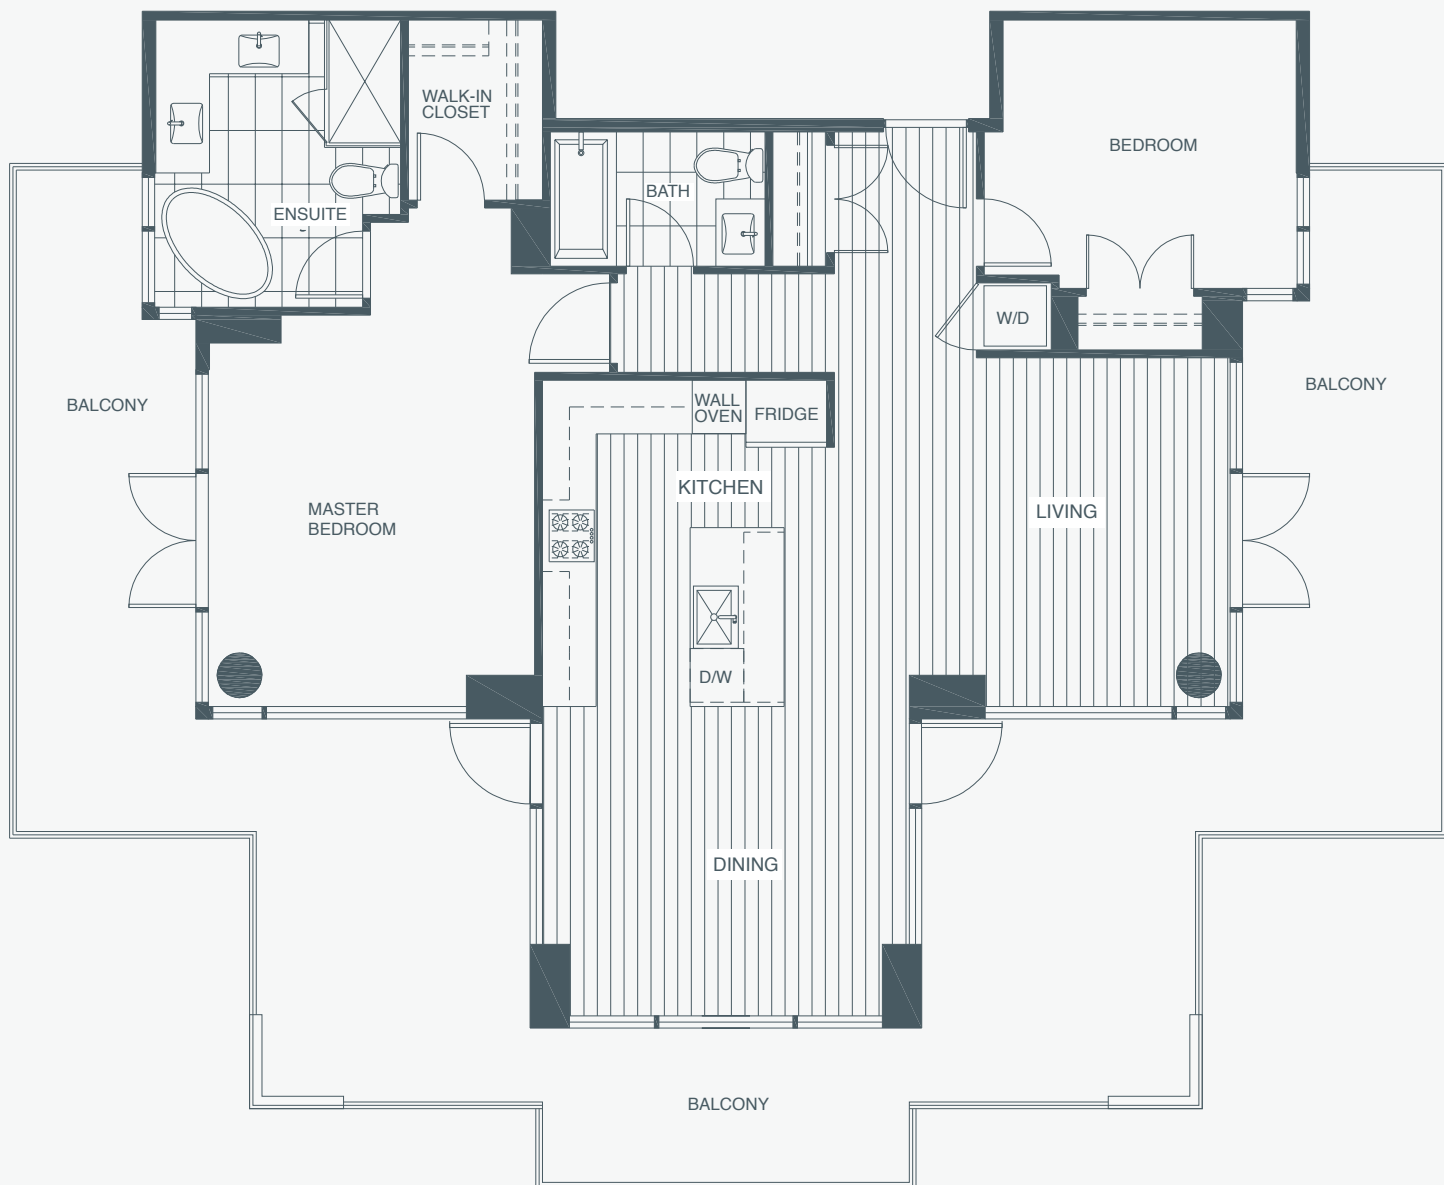 WALK-IN
CLOSET
BEDROOM
BATH
ENSUITE
W/D
BALCONY
BALCONY
WALL
OVEN
FRIDGE
KITCHEN
MASTER
BEDROOM
LIVING
D/W
DINING
BALCONY